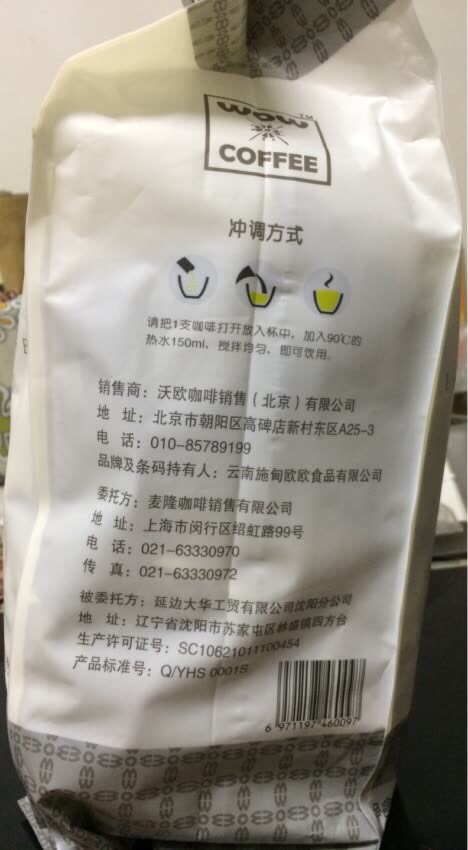 wow™
COFFEE
冲调方式
请把1支咖啡打开放入杯中，加入90℃的
热水150ml，搅拌均匀，即可饮用。
销售商：沃欧咖啡销售（北京）有限公司
地 址：北京市朝阳区高碑店新村东区A25-3
电 话：010-85789199
品牌及条码持有人：云南施甸欧欧食品有限公司
委托方：麦隆咖啡销售有限公司
地 址：上海市闵行区绍虹路99号
电 话：021-63330970
传 真：021-63330972
被委托方：延边大华工贸有限公司沈阳分公司
地 址：辽宁省沈阳市苏家屯区林盛镇四方台
生产许可证号：SC10621011100454
产品标准号：Q/YHS 0001S
6 971197 460097